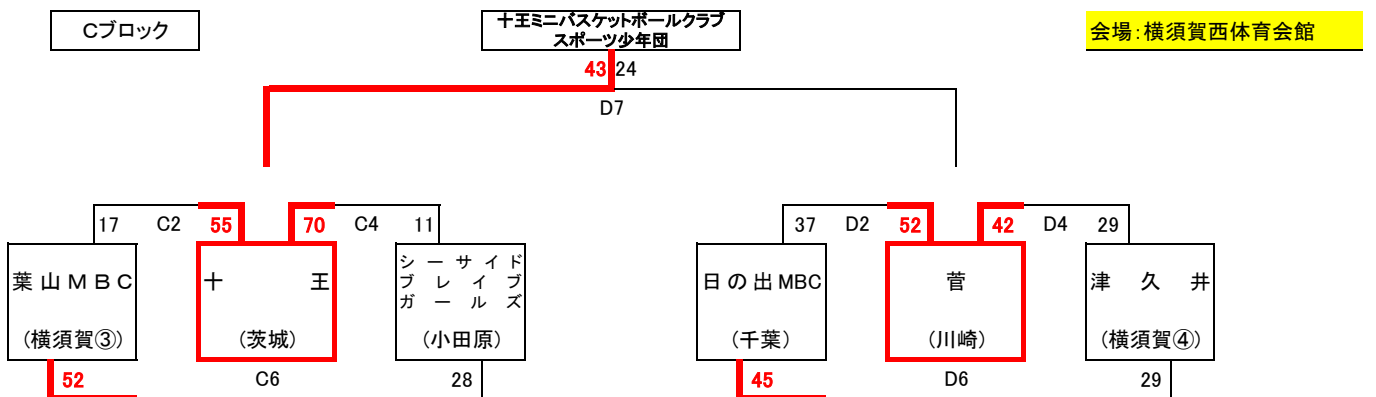 Cブロック
十王ミニバスケットボールクラブ
スポーツ少年団
会場:横須賀西体育会館
43 24
D7
17 C2 55 70 C4 11
37 D2 52 42 D4 29
葉山MBC
(横須賀③)
十王
(茨城)
シーサイド
ブレイブ
ガールズ
(小田原)
日の出MBC
(千葉)
菅
(川崎)
津久井
(横須賀④)
52 C6 28
45 D6 29